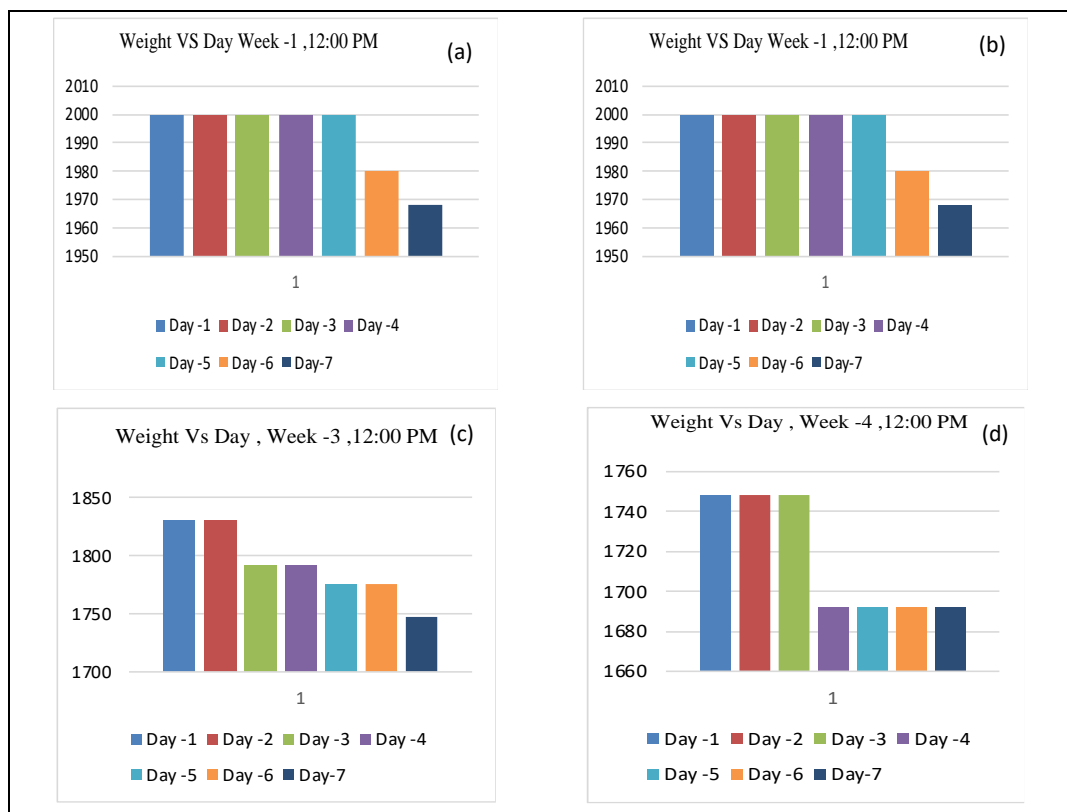 Weight VS Day Week -1 ,12:00 PM (a)
2010
2000
1990
1980
1970
1960
1950
1
Day -1 Day -2 Day -3 Day -4
Day -5 Day -6 Day-7
Weight VS Day Week -1 ,12:00 PM (b)
2010
2000
1990
1980
1970
1960
1950
1
Day -1 Day -2 Day -3 Day -4
Day -5 Day -6 Day-7
Weight Vs Day , Week -3 ,12:00 PM (c)
1850
1800
1750
1700
1
Day -1 Day -2 Day -3 Day -4
Day -5 Day -6 Day-7
Weight Vs Day , Week -4 ,12:00 PM (d)
1760
1740
1720
1700
1680
1660
1
Day -1 Day -2 Day -3 Day -4
Day -5 Day -6 Day-7